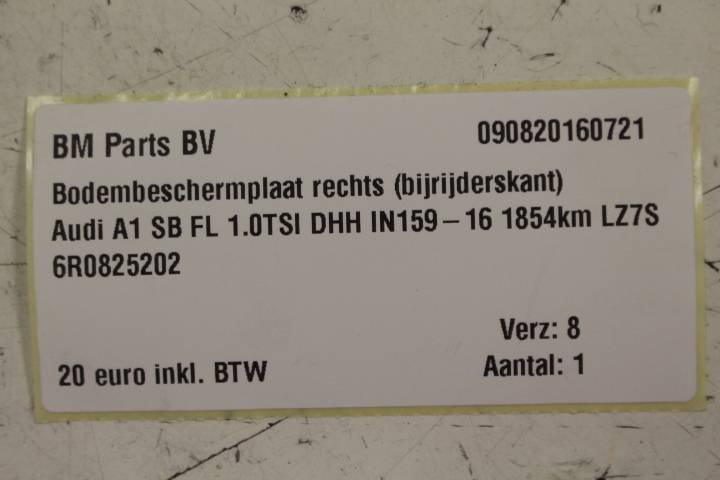 BM Parts BV 090820160721
Bodembeschermplaat rechts (bijrijderskant)
Audi A1 SB FL 1.0TSI DHH IN159–16 1854km LZ7S
6R0825202
Verz: 8
20 euro inkl. BTW Aantal: 1